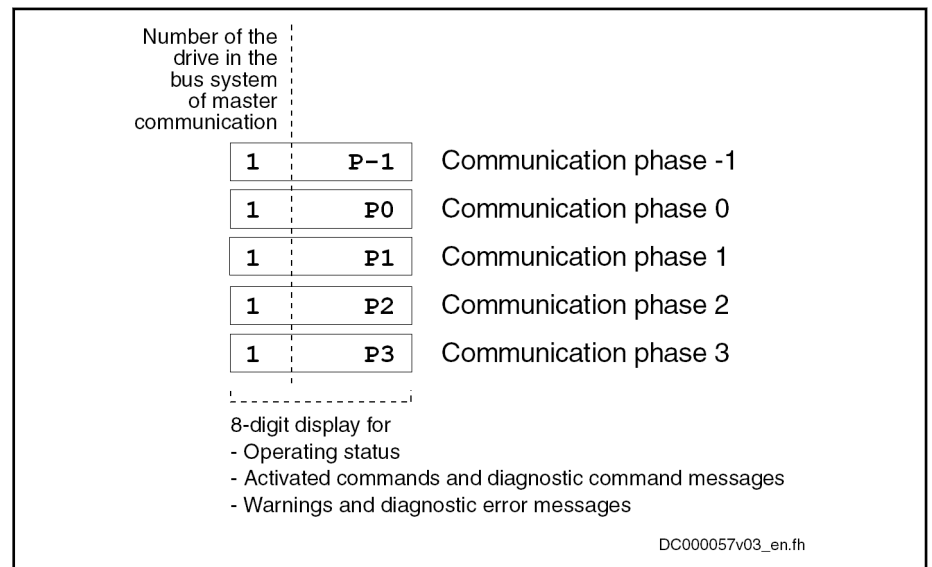 Number of the
drive in the
bus system
of master
communication
1 P-1 Communication phase -1
1 P0 Communication phase 0
1 P1 Communication phase 1
1 P2 Communication phase 2
1 P3 Communication phase 3
8-digit display for
- Operating status
- Activated commands and diagnostic command messages
- Warnings and diagnostic error messages
DC000057v03_en.fh